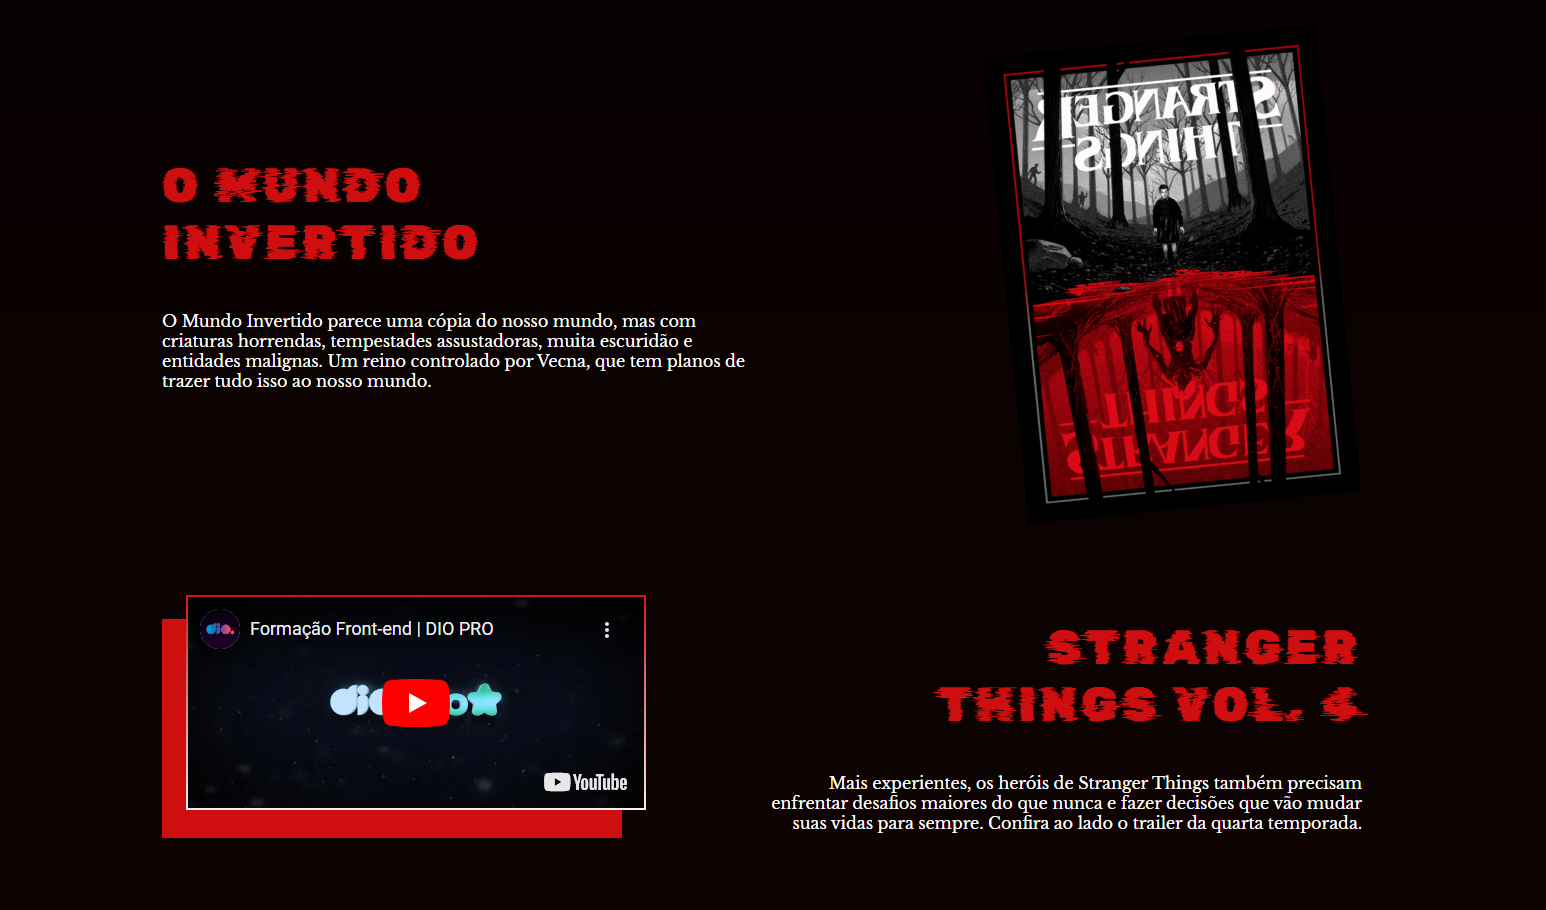 O MUNDO
INVERTIDO
O Mundo Invertido parece uma cópia do nosso mundo, mas com
criaturas horrendas, tempestades assustadoras, muita escuridão e
entidades malignas. Um reino controlado por Vecna, que tem planos de
trazer tudo isso ao nosso mundo.
STRANGER
THINGS
THINGS
STRANGER
dio.
Formação Front-end | DIO PRO
YouTube
STRANGER
THINGS VOL. 4
Mais experientes, os heróis de Stranger Things também precisam
enfrentar desafios maiores do que nunca e fazer decisões que vão mudar
suas vidas para sempre. Confira ao lado o trailer da quarta temporada.